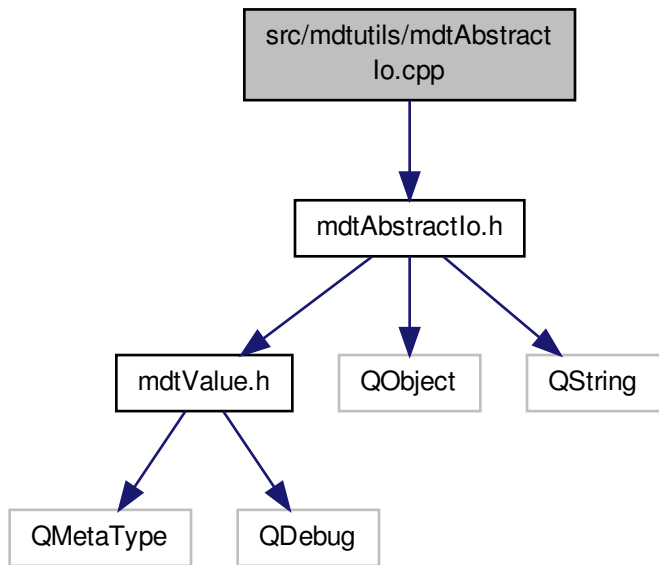 src/mdtutils/mdtAbstract
Io.cpp
mdtAbstractIo.h
mdtValue.h
QObject
QString
QMetaType
QDebug